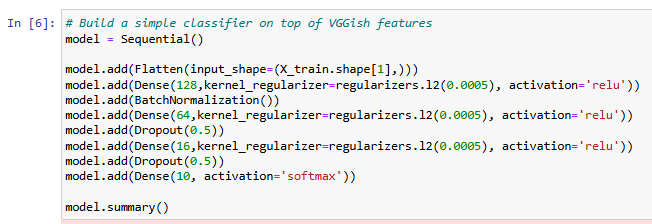 In [6]: # Build a simple classifier on top of VGGish features
model = Sequential()
model.add(Flatten(input_shape=(X_train.shape[1],)))
model.add(Dense(128,kernel_regularizer=regularizers.l2(0.0005), activation='relu'))
model.add(BatchNormalization())
model.add(Dense(64,kernel_regularizer=regularizers.l2(0.0005), activation='relu'))
model.add(Dropout(0.5))
model.add(Dense(16,kernel_regularizer=regularizers.l2(0.0005), activation='relu'))
model.add(Dropout(0.5))
model.add(Dense(10, activation='softmax'))
model.summary()